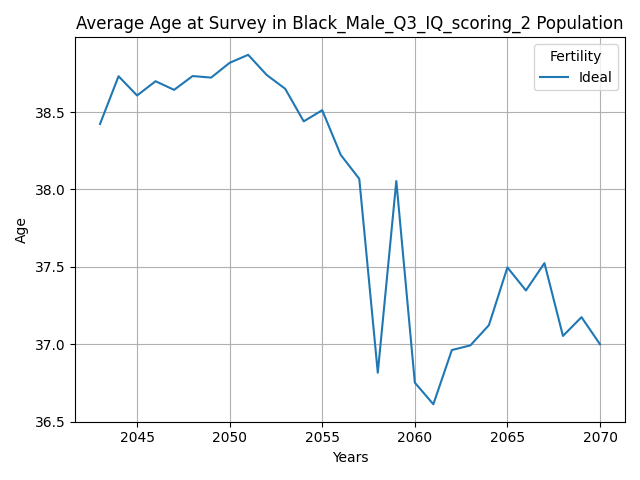 Average Age at Survey in Black_Male_Q3_IQ_scoring_2 Population
Fertility
Ideal
38.5
38.0
37.5
37.0
36.5
Age
2045 2050 2055 2060 2065 2070
Years